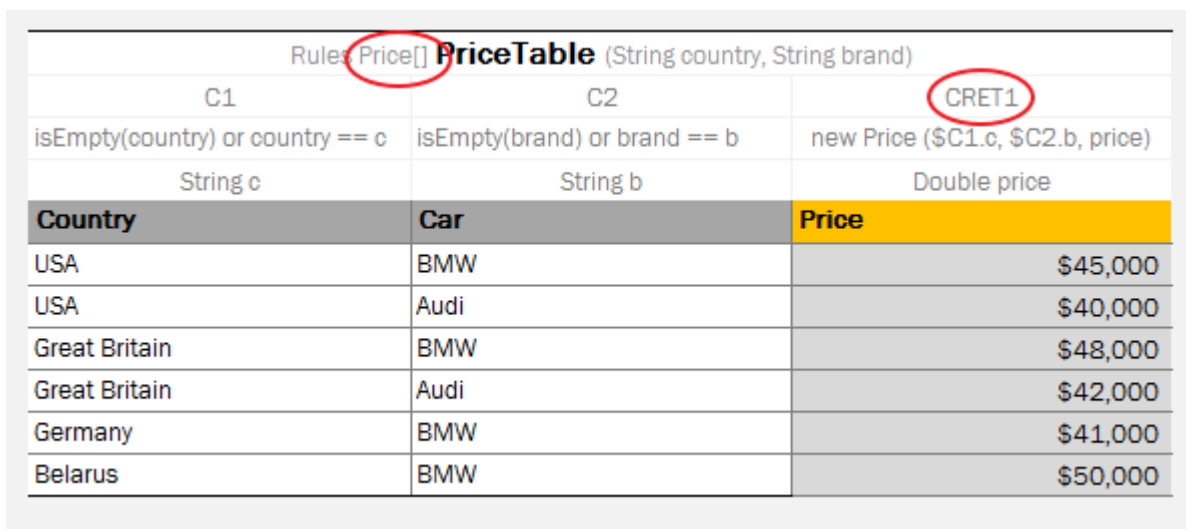 Rules Price[] PriceTable (String country, String brand)
C1 C2 CRET1
isEmpty(country) or country == c isEmpty(brand) or brand == b new Price ($C1.c, $C2.b, price)
String c String b Double price
Country Car Price
USA BMW $45,000
USA Audi $40,000
Great Britain BMW $48,000
Great Britain Audi $42,000
Germany BMW $41,000
Belarus BMW $50,000